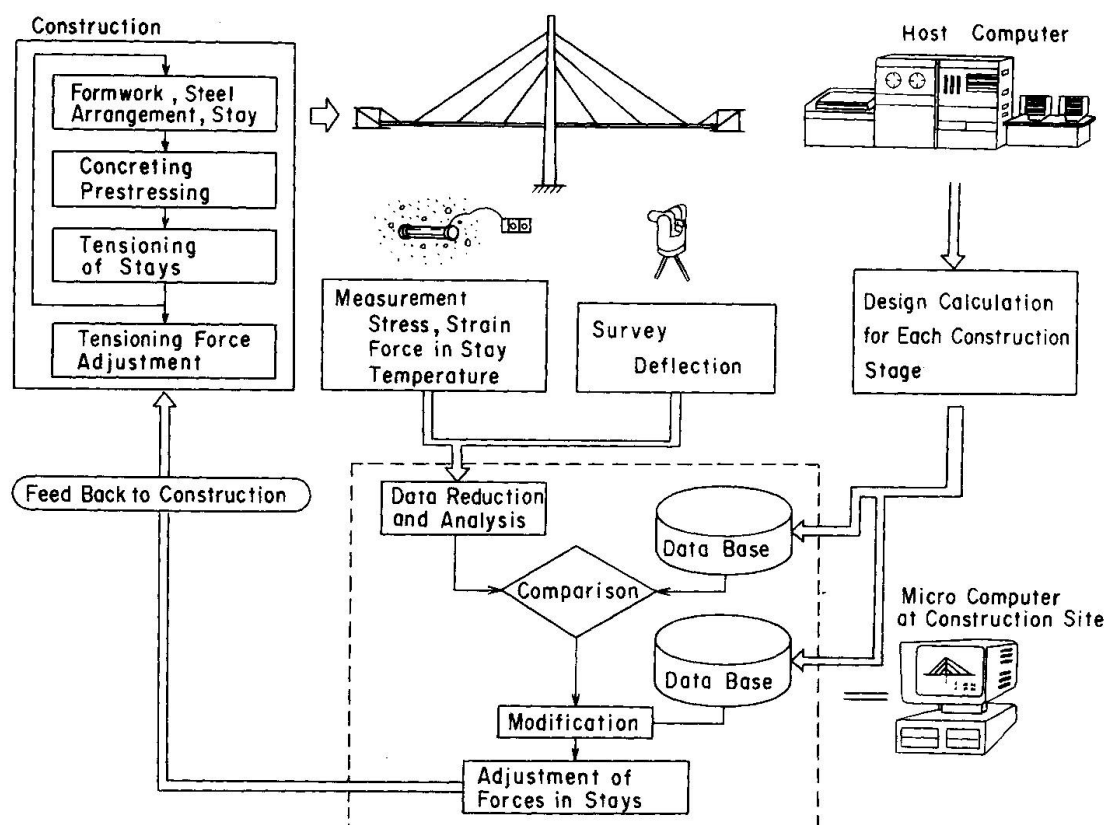 Construction
Formwork, Steel
Arrangement, Stay
Concreting
Prestressing
Tensioning
of Stays
Tensioning Force
Adjustment
Host Computer
Measurement
Stress, Strain
Force in Stay
Temperature
Survey
Deflection
Design Calculation
for Each Construction
Stage
Feed Back to Construction
Data Reduction
and Analysis
Data Base
Comparison
Micro Computer
at Construction Site
Data Base
Modification
Adjustment of
Forces in Stays